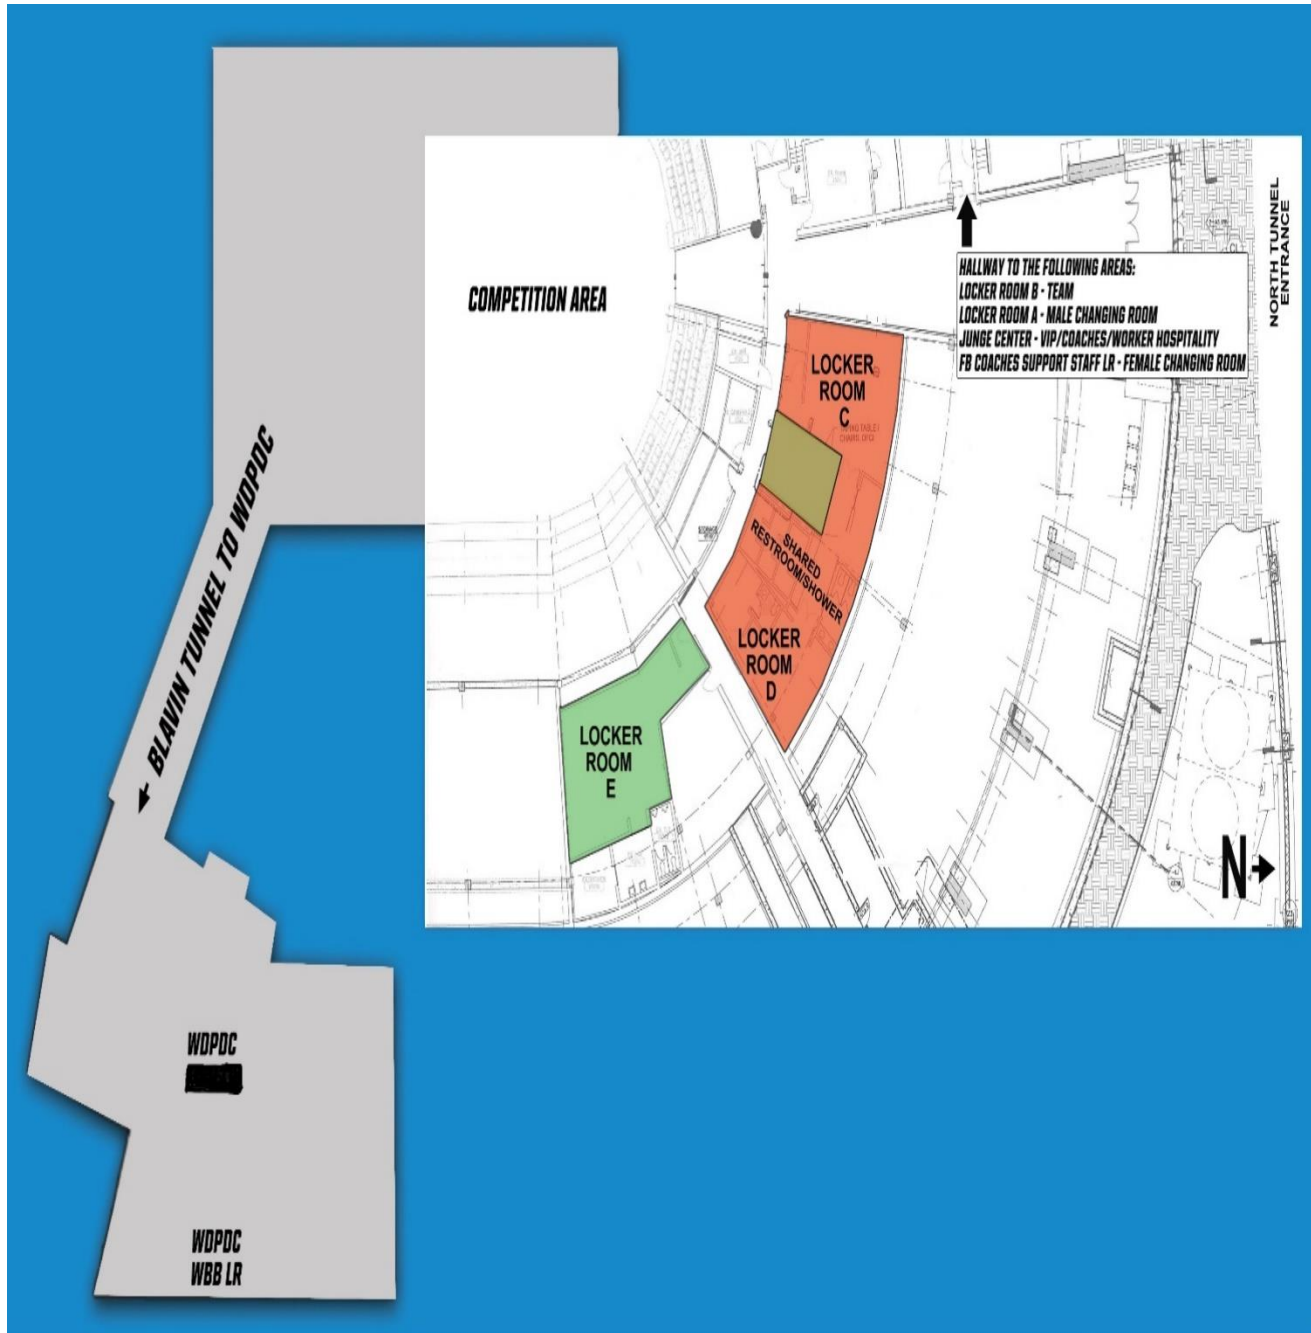 COMPETITION AREA
NORTH TUNNEL
ENTRANCE
HALLWAY TO THE FOLLOWING AREAS:
LOCKER ROOM B - TEAM
LOCKER ROOM A - MALE CHANGING ROOM
JUNGE CENTER - VIP/COACHES/WORKER HOSPITALITY
FB COACHES SUPPORT STAFF LR - FEMALE CHANGING ROOM
LOCKER
ROOM
C
SHARED
RESTROOM/SHOWER
LOCKER
ROOM
D
LOCKER
ROOM
E
N
BLAVIN TUNNEL TO WDPDC
WDPDC
WDPDC
WBB LR